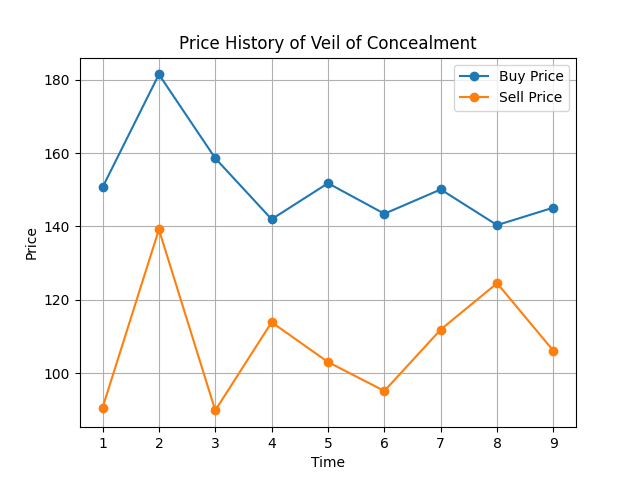 Price History of Veil of Concealment
Buy Price
Sell Price
180
160
140
120
100
Price
1 2 3 4 5 6 7 8 9
Time